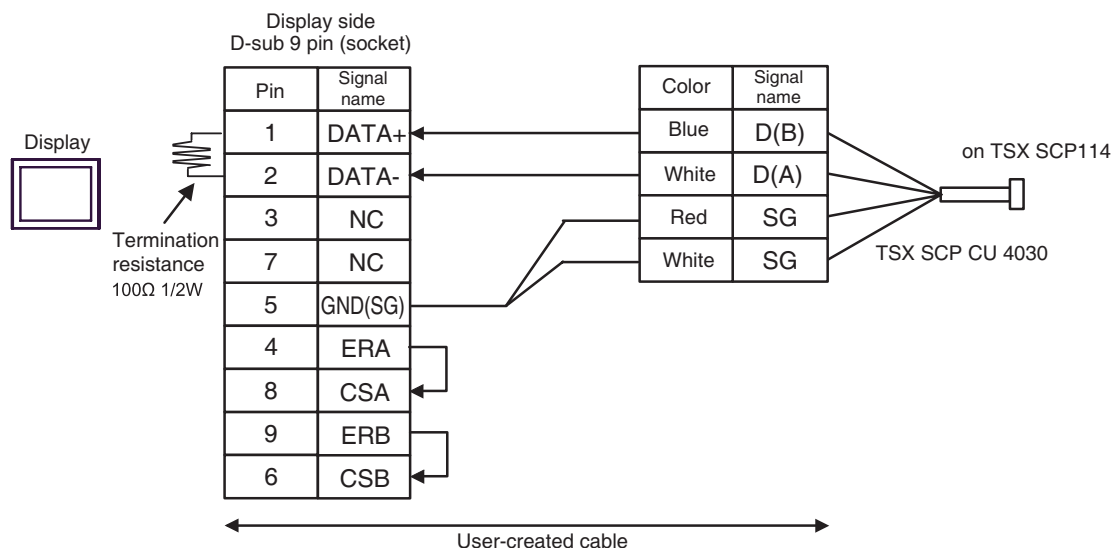 Display side
D-sub 9 pin (socket)
Pin Signal name
1 DATA+
2 DATA-
3 NC
7 NC
5 GND(SG)
4 ERA
8 CSA
9 ERB
6 CSB
Display
Termination
resistance
100Ω 1/2W
Color Signal name
Blue D(B)
White D(A)
Red SG
White SG
on TSX SCP114
TSX SCP CU 4030
User-created cable